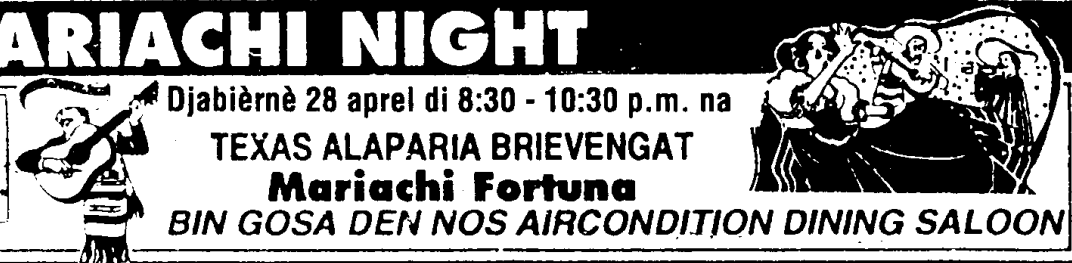 ARIACHI NIGHT
Djabièrnè 28 aprel di 8:30 - 10:30 p.m. na
TEXAS ALAPARIA BRIEVENGAT
Mariachi Fortuna
BIN GOSA DEN NOS AIRCONDITION DINING SALOON